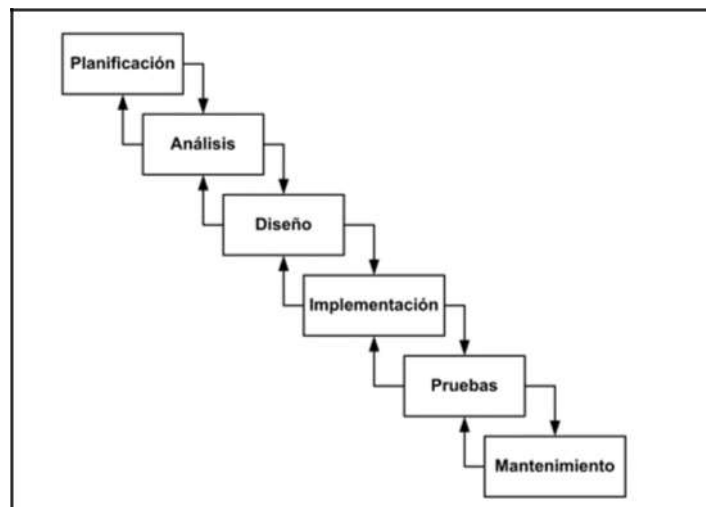 Planificación
Análisis
Diseño
Implementación
Pruebas
Mantenimiento